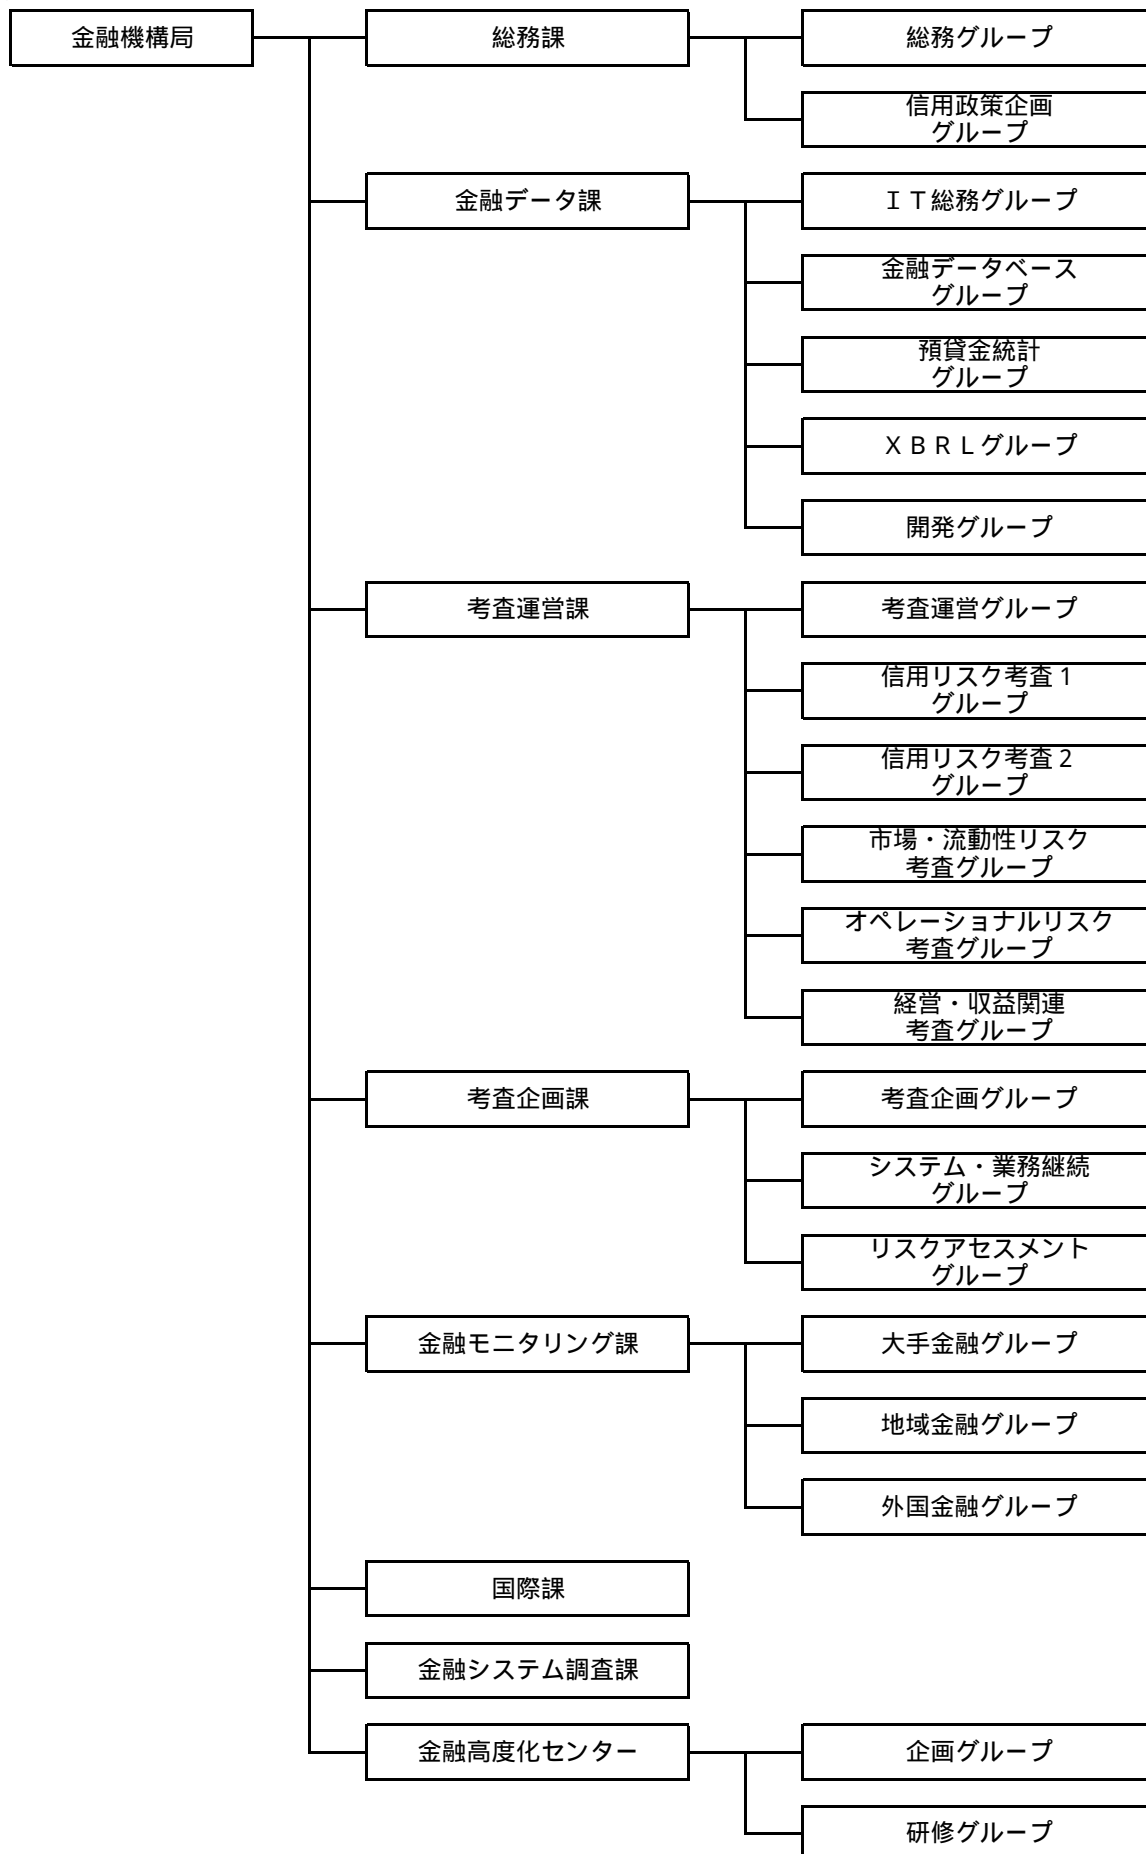 金融機構局
総務課
総務グループ
信用政策企画
グループ
金融データ課
ＩＴ総務グループ
金融データベース
グループ
預貸金統計
グループ
ＸＢＲＬグループ
開発グループ
考査運営課
考査運営グループ
信用リスク考査１
グループ
信用リスク考査２
グループ
市場・流動性リスク
考査グループ
オペレーショナルリスク
考査グループ
経営・収益関連
考査グループ
考査企画課
考査企画グループ
システム・業務継続
グループ
リスクアセスメント
グループ
金融モニタリング課
大手金融グループ
地域金融グループ
外国金融グループ
国際課
金融システム調査課
金融高度化センター
企画グループ
研修グループ